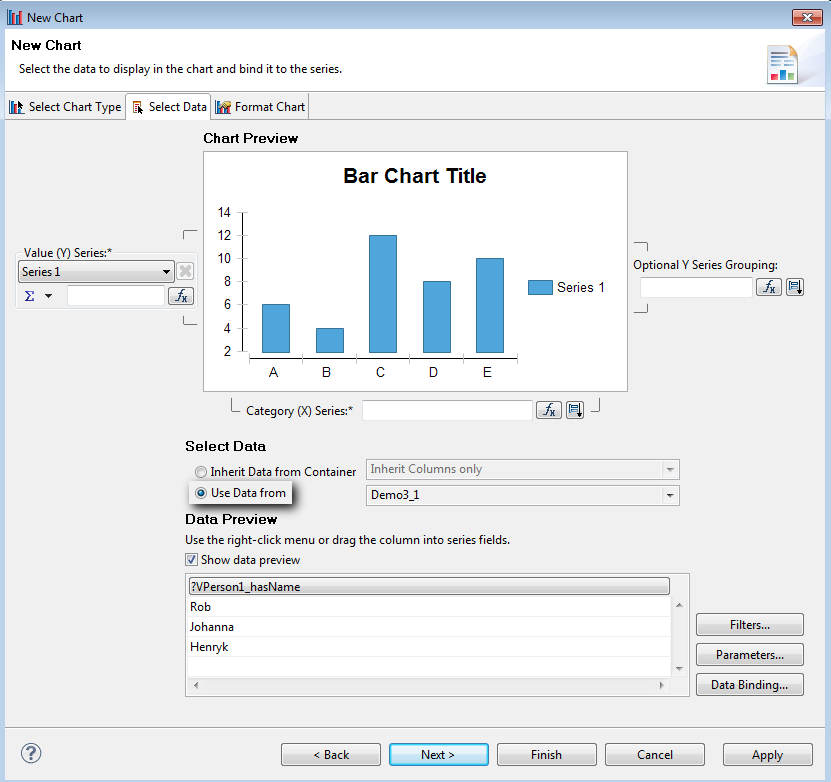 New Chart
New Chart
Select the data to display in the chart and bind it to the series.
Select Chart Type
Select Data
Format Chart
Chart Preview
Bar Chart Title
14
12
10
8
6
4
2
A B C D E
Series 1
Value (Y) Series:*
Series 1
Σ
fx
Optional Y Series Grouping:
fx
Category (X) Series:*
fx
Select Data
Inherit Data from Container
Inherit Columns only
Use Data from
Demo3_1
Data Preview
Use the right-click menu or drag the column into series fields.
Show data preview
?VPerson1_hasName
Rob
Johanna
Henryk
Filters...
Parameters...
Data Binding...
?
< Back
Next >
Finish
Cancel
Apply